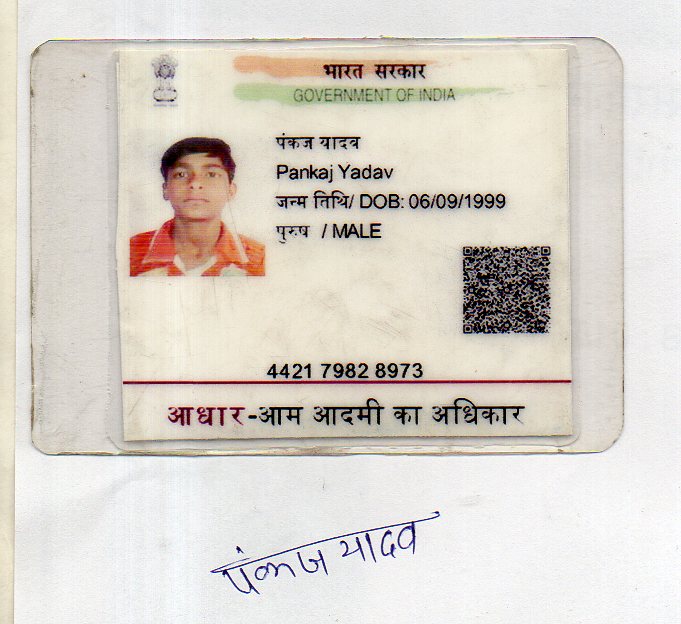 भारत सरकार
GOVERNMENT OF INDIA
पंकज यादव
Pankaj Yadav
जन्म तिथि/ DOB: 06/09/1999
पुरुष / MALE
4421 7982 8973
आधार-आम आदमी का अधिकार
पंकज यादव